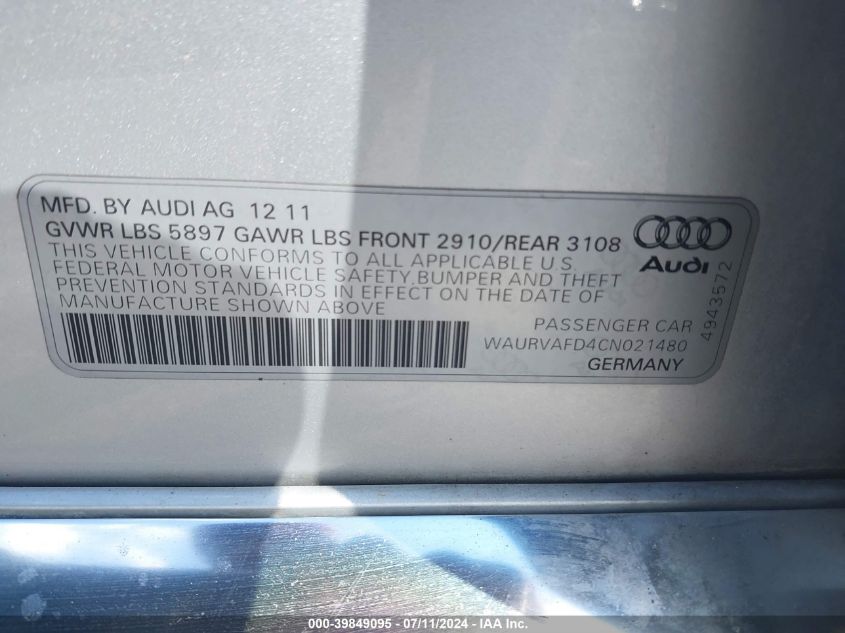 MFD. BY AUDI AG 12 11
GVWR LBS 5897 GAWR LBS FRONT 2910/REAR 3108
THIS VEHICLE CONFORMS TO ALL APPLICABLE U.S.
FEDERAL MOTOR VEHICLE SAFETY, BUMPER AND THEFT
PREVENTION STANDARDS IN EFFECT ON THE DATE OF
MANUFACTURE SHOWN ABOVE
Audi
4943572
PASSENGER CAR
WAURVAFD4CN021480
GERMANY
000-39849095 - 07/11/2024 - IAA Inc.